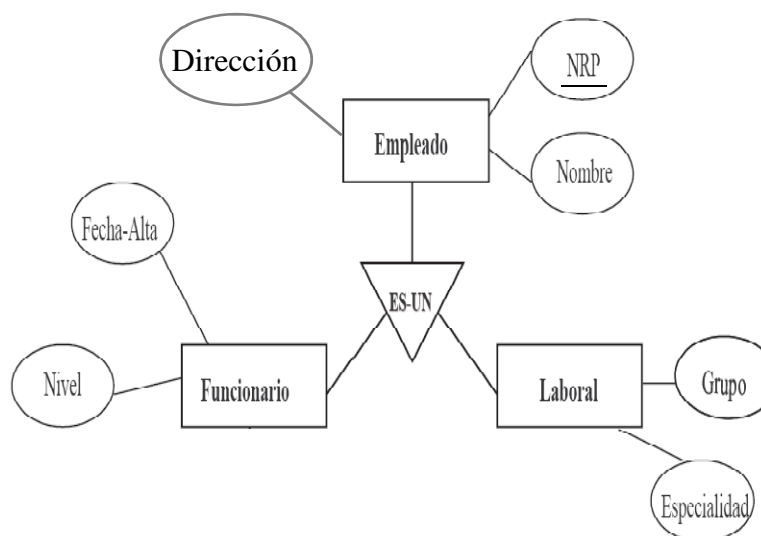 Dirección
NRP
Empleado
Nombre
Fecha-Alta
ES-UN
Nivel
Funcionario
Laboral
Grupo
Especialidad